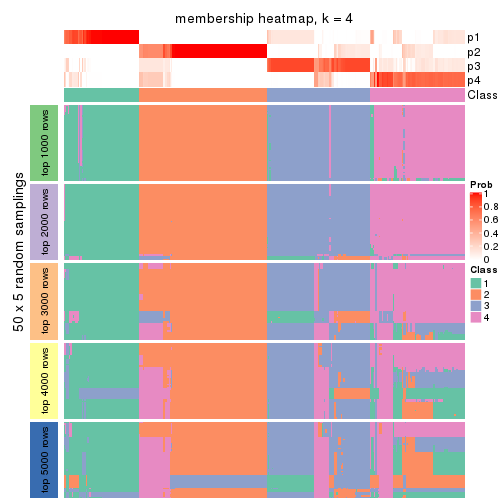 membership heatmap, k = 4
p1
p2
p3
p4
Class
50 x 5 random samplings
top 1000 rows
top 2000 rows
top 3000 rows
top 4000 rows
top 5000 rows
Prob
1
0.8
0.6
0.4
0.2
0
Class
1
2
3
4